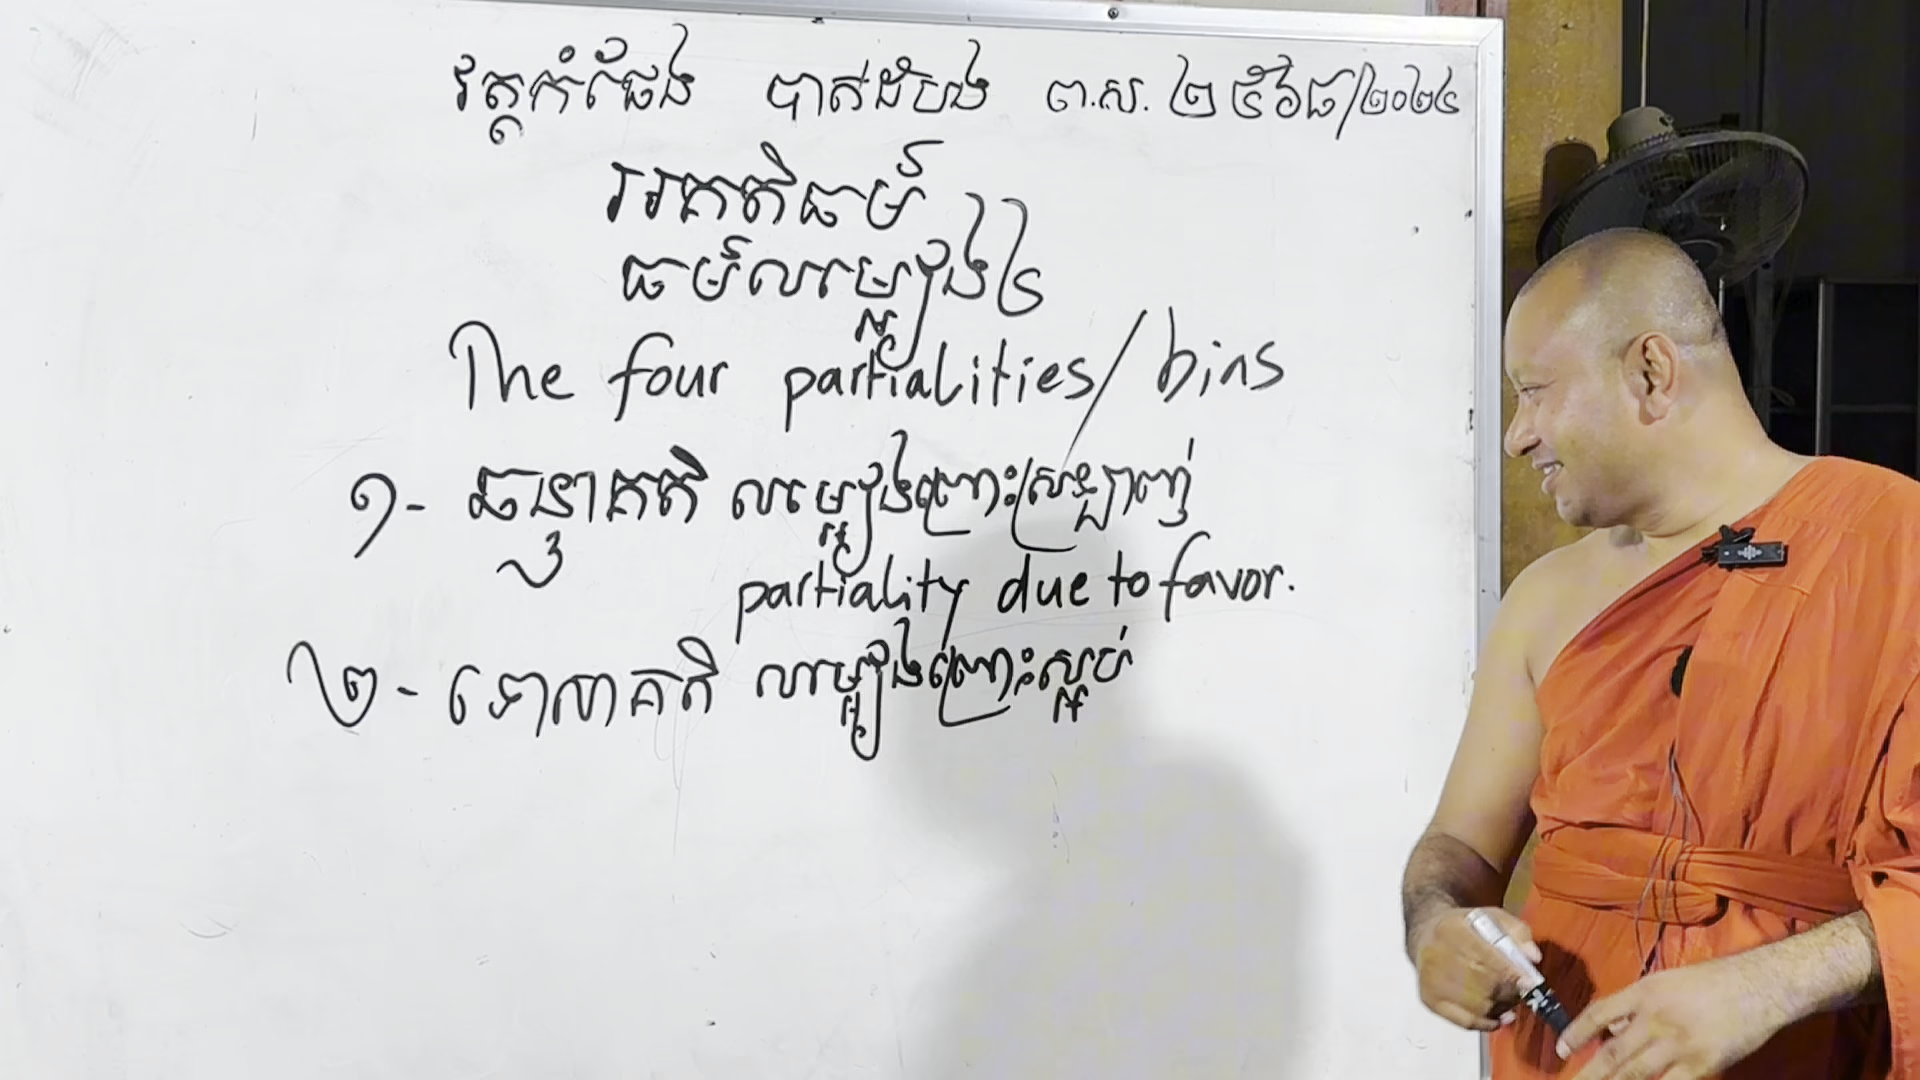 វត្តកំផែង បាត់ដំបង ព.ស. ២៥៦៨/២០២៤
អគតិធម៌
ធម៌លម្អៀង៤
The four partialities/ bias
១- ឆន្ទាគតិ លម្អៀងព្រោះស្រឡាញ់
partiality due to favor.
២- ទោសាគតិ លម្អៀងព្រោះស្អប់